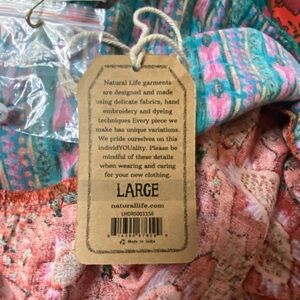 Natural Life garments
are designed and made
using delicate fabrics, hand
embroidery and dyeing
techniques Every piece we
make has unique variations.
We pride ourselves on this
individYOUality. Please be
mindful of these details
when wearing and caring
for your new clothing.
LARGE
naturallife.com
LHDRS001156
Made in India